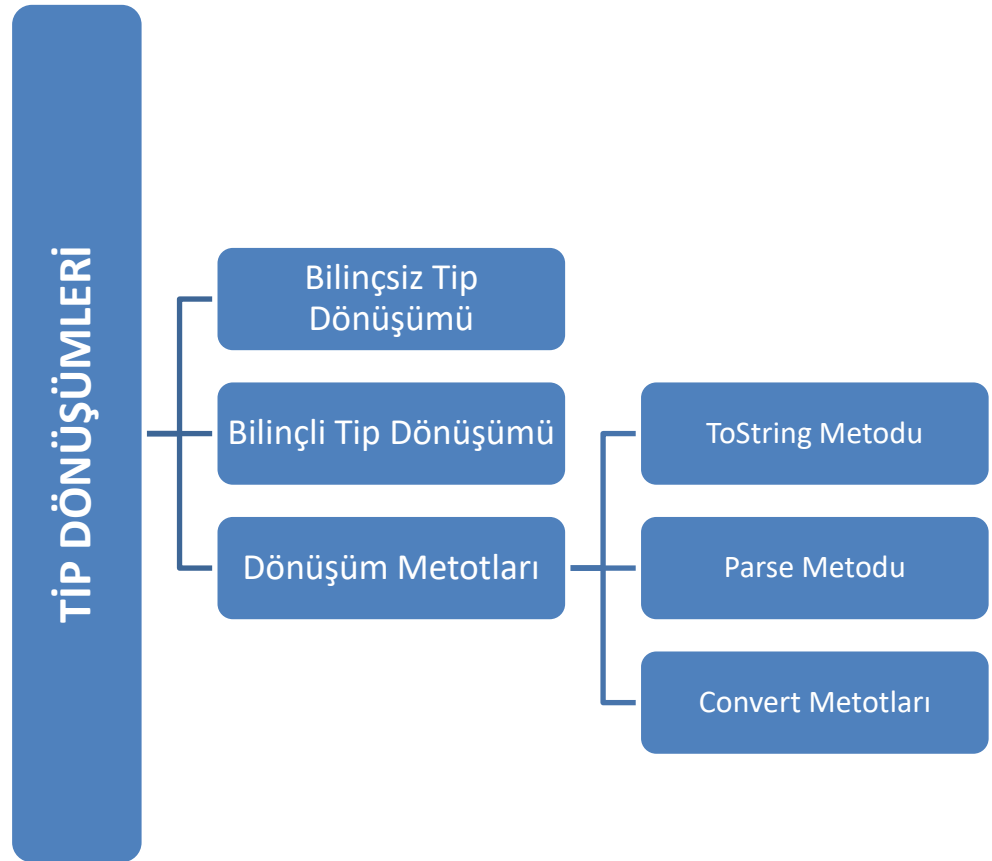 TİP DÖNÜŞÜMLERİ
Bilinçsiz Tip
Dönüşümü
Bilinçli Tip Dönüşümü
Dönüşüm Metotları
ToString Metodu
Parse Metodu
Convert Metotları